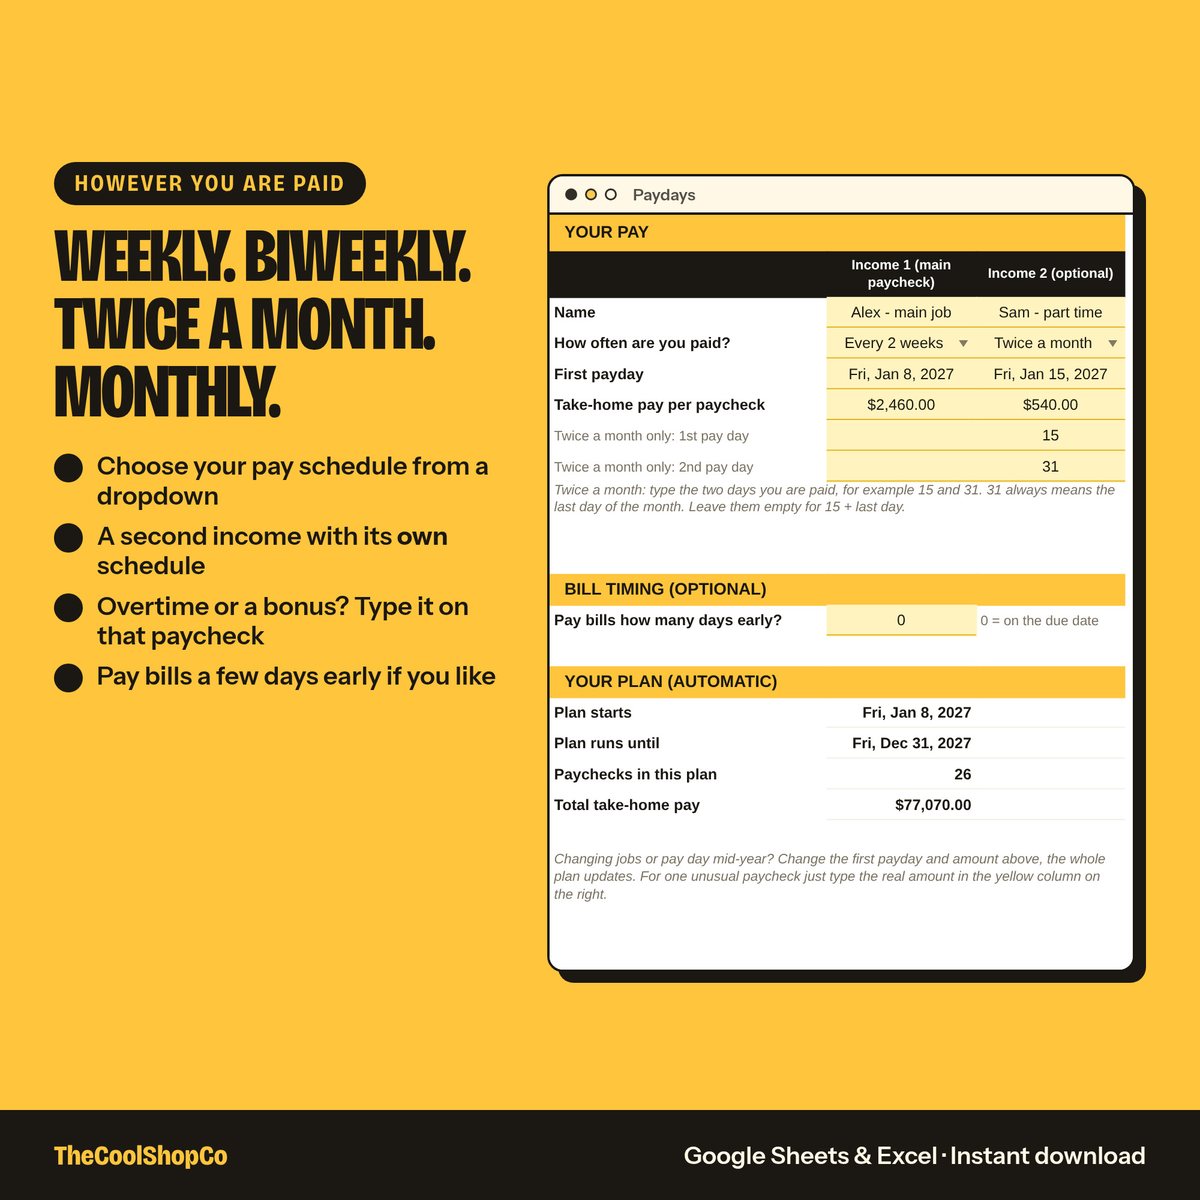 HOWEVER YOU ARE PAID
WEEKLY. BIWEEKLY.
TWICE A MONTH.
MONTHLY.
Choose your pay schedule from a
dropdown
A second income with its own
schedule
Overtime or a bonus? Type it on
that paycheck
Pay bills a few days early if you like
Paydays
YOUR PAY
Income 1 (main
paycheck)
Income 2 (optional)
Name Alex - main job Sam - part time
How often are you paid? Every 2 weeks Twice a month
First payday Fri, Jan 8, 2027 Fri, Jan 15, 2027
Take-home pay per paycheck $2,460.00 $540.00
Twice a month only: 1st pay day 15
Twice a month only: 2nd pay day 31
Twice a month: type the two days you are paid, for example 15 and 31. 31 always means the
last day of the month. Leave them empty for 15 + last day.
BILL TIMING (OPTIONAL)
Pay bills how many days early? 0 0 = on the due date
YOUR PLAN (AUTOMATIC)
Plan starts Fri, Jan 8, 2027
Plan runs until Fri, Dec 31, 2027
Paychecks in this plan 26
Total take-home pay $77,070.00
Changing jobs or pay day mid-year? Change the first payday and amount above, the whole
plan updates. For one unusual paycheck just type the real amount in the yellow column on
the right.
TheCoolShopCo
Google Sheets & Excel · Instant download